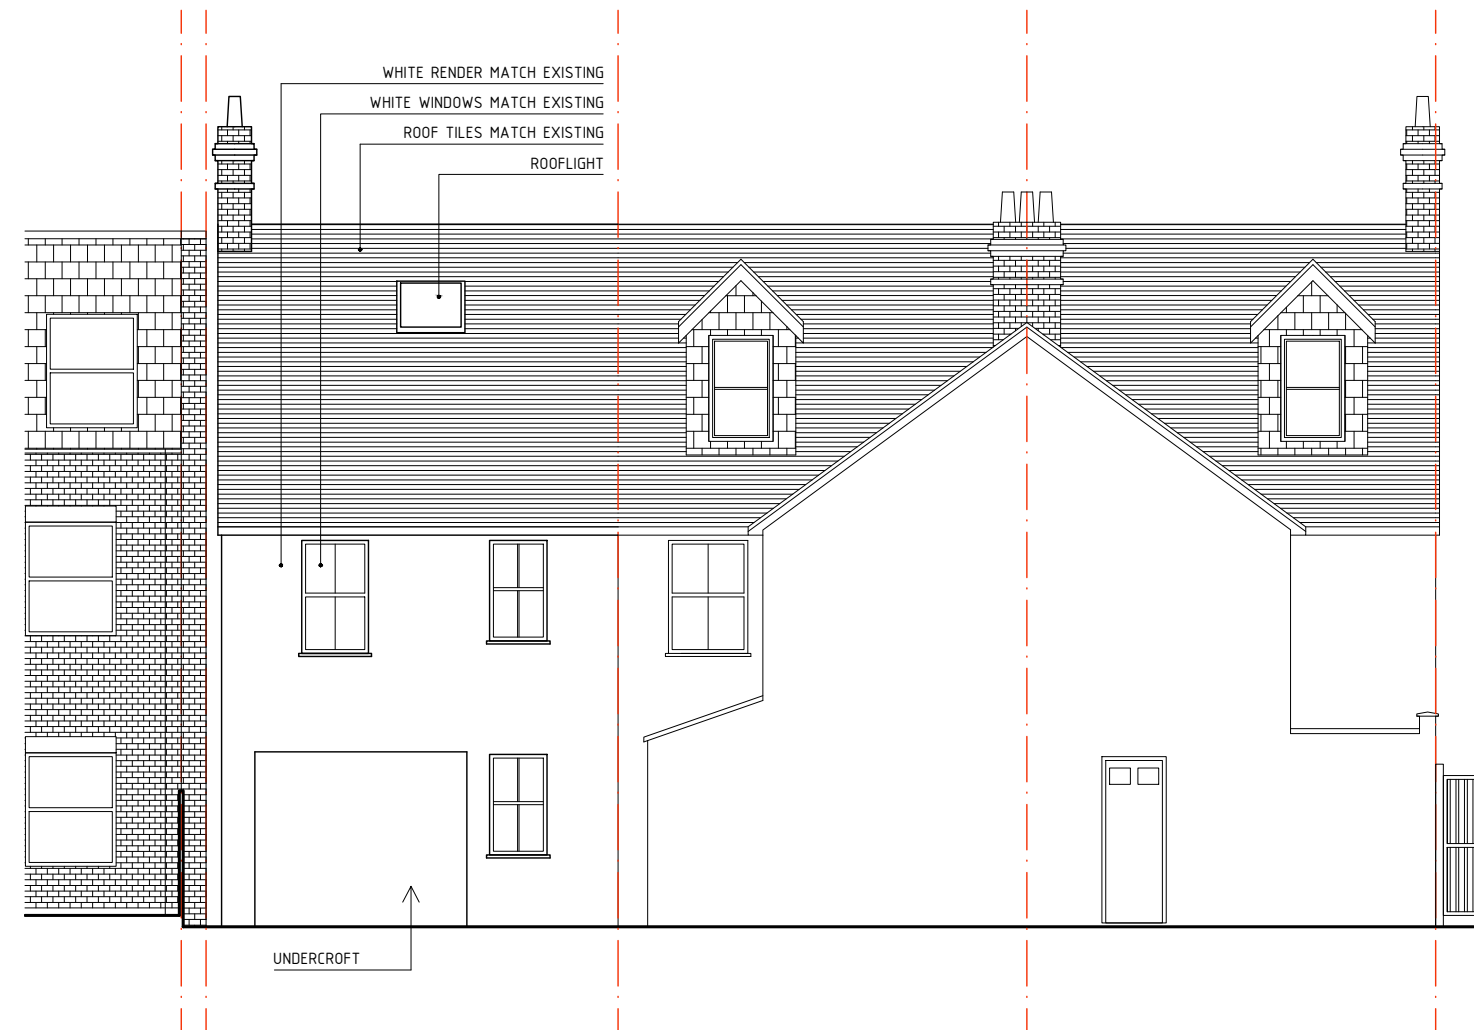 WHITE RENDER MATCH EXISTING
WHITE WINDOWS MATCH EXISTING
ROOF TILES MATCH EXISTING
ROOFLIGHT
UNDERCROFT